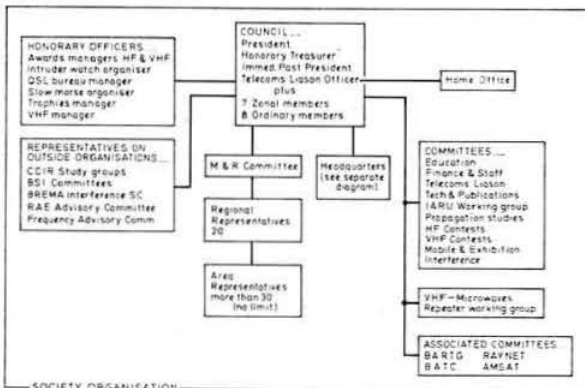 HONORARY OFFICERS
Awards managers HF & VHF
Intruder watch organiser
QSL bureau manager
Slow morse organiser
Trophies manager
VHF manager
COUNCIL
President
Honorary Treasurer
Immed. Past President
Telecoms Liason Officer
plus
7 Zonal members
8 Ordinary members
Home Office
REPRESENTATIVES ON
OUTSIDE ORGANISATIONS
CCIR Study groups
BSI Committees
BREMA Interference SC
RAE Advisory Committee
Frequency Advisory Comm
M & R Committee
Headquarters
(see separate
diagram)
Regional
Representatives
20
Area
Representatives
more than 30
(no limit)
COMMITTEES
Education
Finance & Staff
Telecoms Liason
Tech & Publications
IARU Working group
Propagation studies
HF Contests
VHF Contests
Mobile & Exhibition
Interference
VHF-Microwaves
Repeater working group
ASSOCIATED COMMITTEES
BARTG RAYNET
BATC AMSAT
SOCIETY ORGANISATION